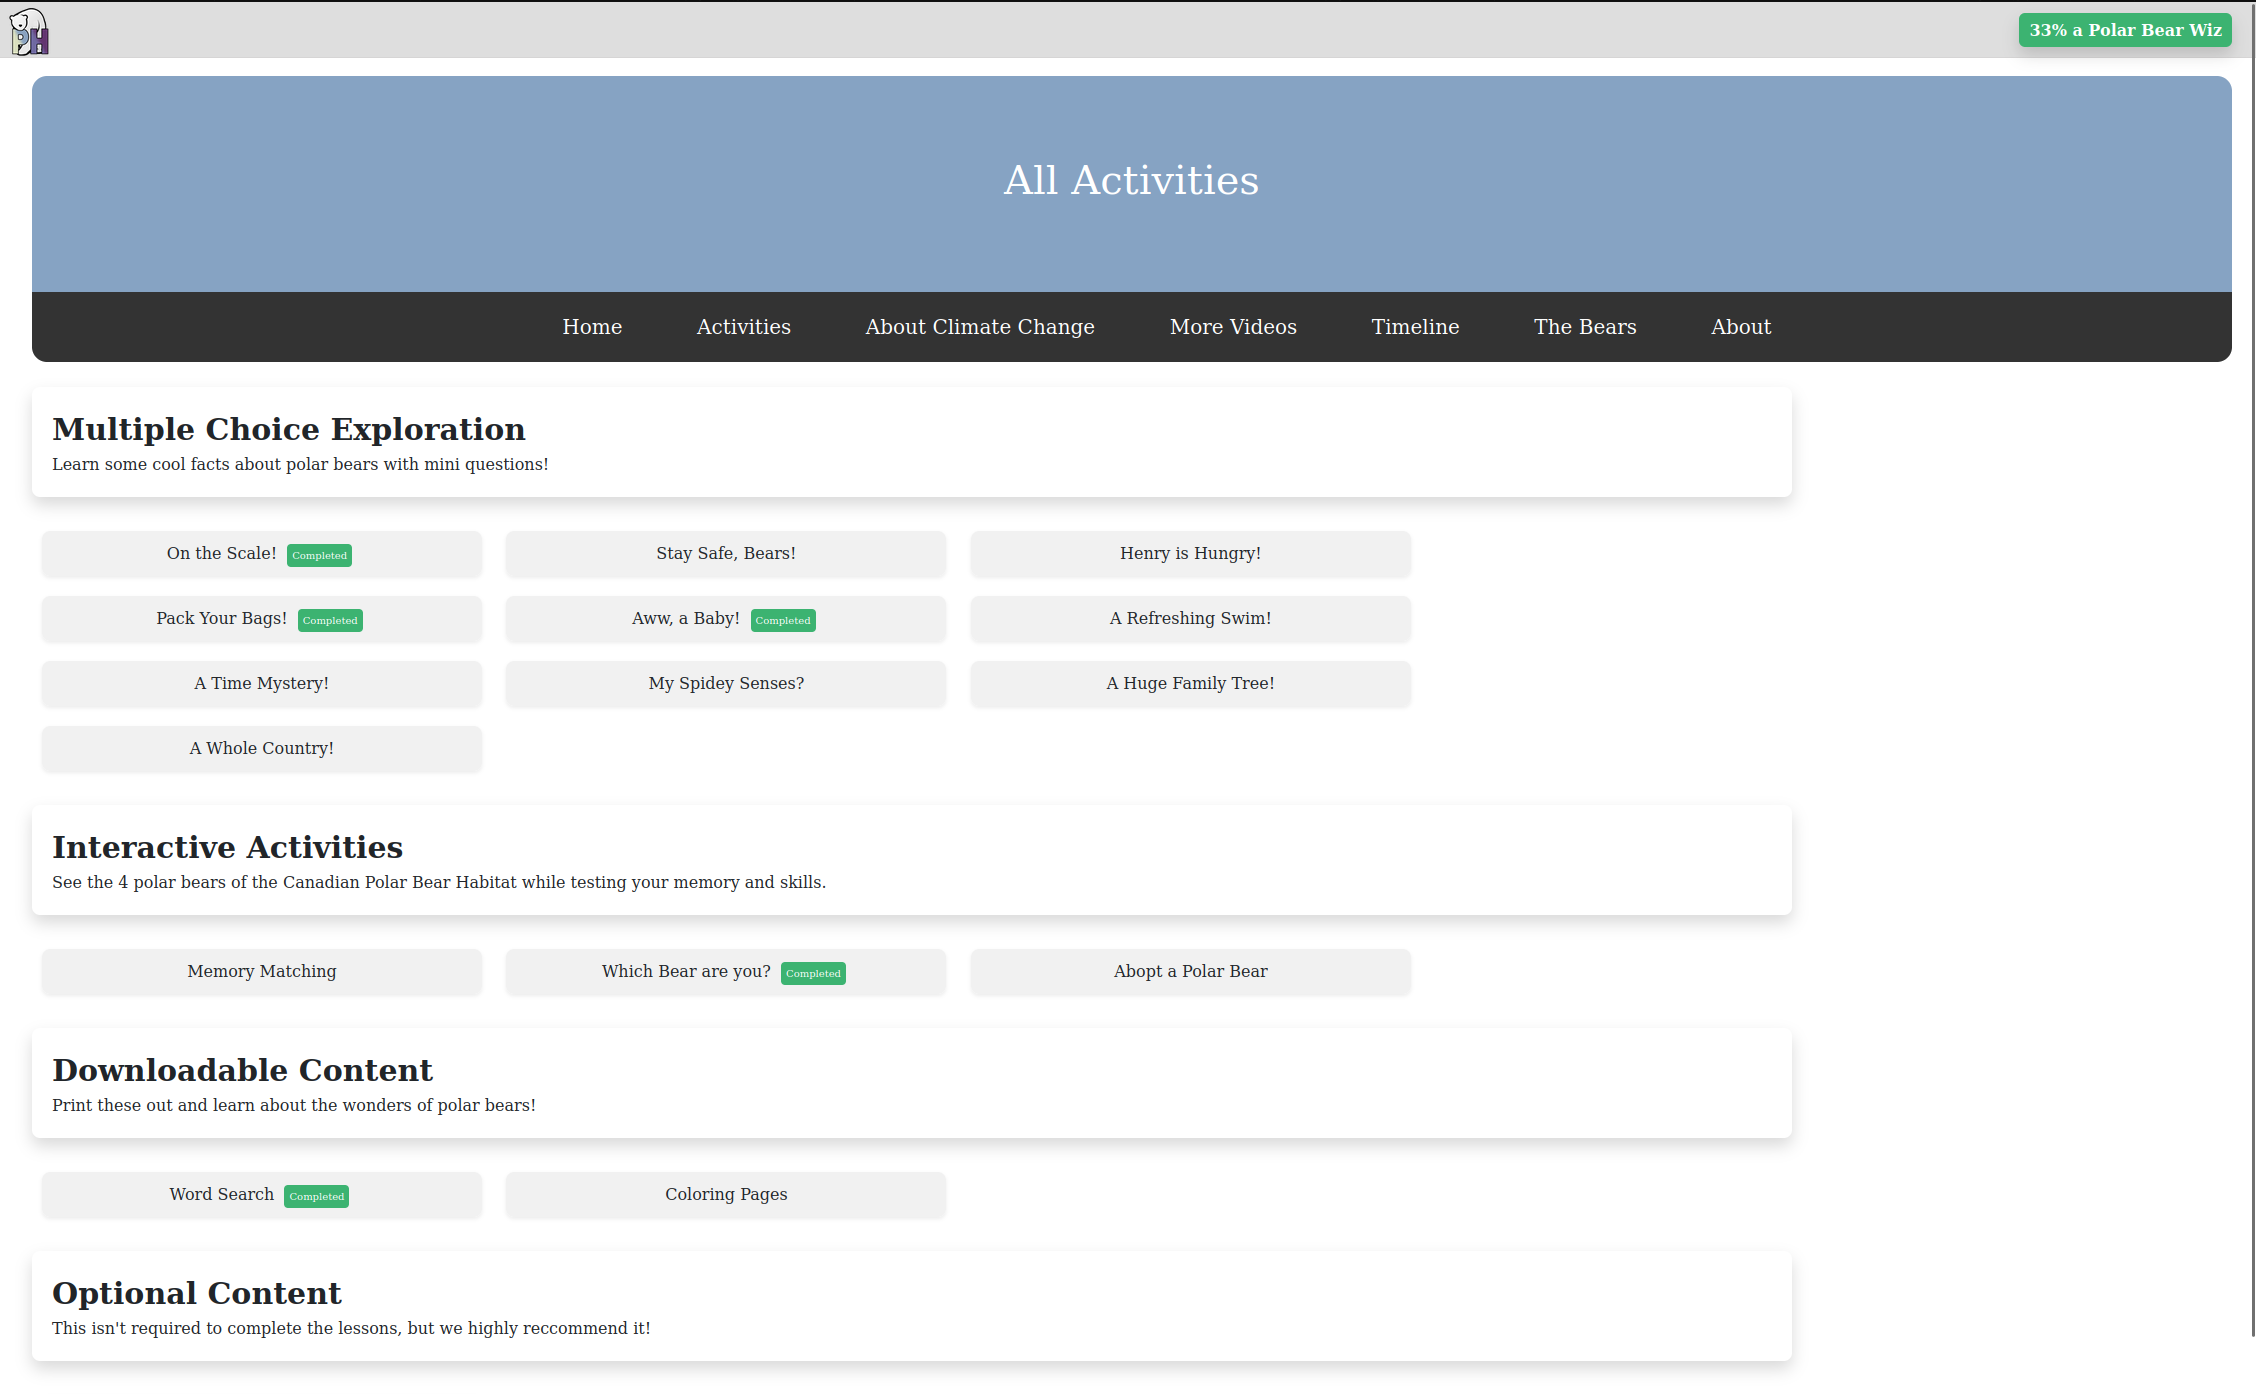 PH
33% a Polar Bear Wiz
All Activities
Home Activities About Climate Change More Videos Timeline The Bears About
Multiple Choice Exploration
Learn some cool facts about polar bears with mini questions!
On the Scale! Completed Stay Safe, Bears! Henry is Hungry!
Pack Your Bags! Completed Aww, a Baby! Completed A Refreshing Swim!
A Time Mystery! My Spidey Senses? A Huge Family Tree!
A Whole Country!
Interactive Activities
See the 4 polar bears of the Canadian Polar Bear Habitat while testing your memory and skills.
Memory Matching Which Bear are you? Completed Abopt a Polar Bear
Downloadable Content
Print these out and learn about the wonders of polar bears!
Word Search Completed Coloring Pages
Optional Content
This isn't required to complete the lessons, but we highly reccommend it!